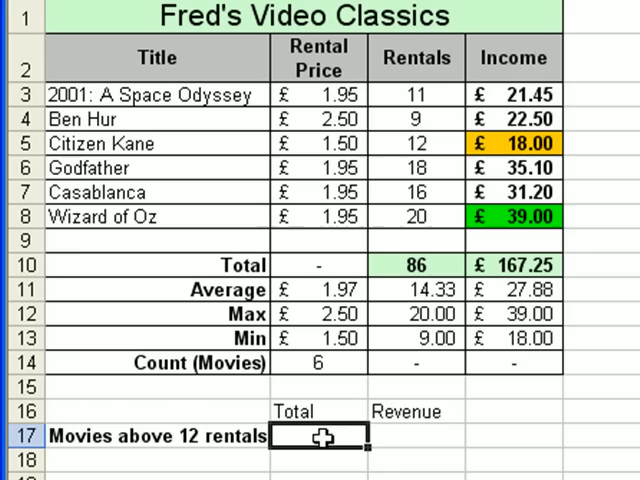 1 Fred's Video Classics
2 Title Rental Price Rentals Income
3 2001: A Space Odyssey £ 1.95 11 £ 21.45
4 Ben Hur £ 2.50 9 £ 22.50
5 Citizen Kane £ 1.50 12 £ 18.00
6 Godfather £ 1.95 18 £ 35.10
7 Casablanca £ 1.95 16 £ 31.20
8 Wizard of Oz £ 1.95 20 £ 39.00
9
10 Total - 86 £ 167.25
11 Average £ 1.97 14.33 £ 27.88
12 Max £ 2.50 20.00 £ 39.00
13 Min £ 1.50 9.00 £ 18.00
14 Count (Movies) 6 - -
15
16 Total Revenue
17 Movies above 12 rentals
18